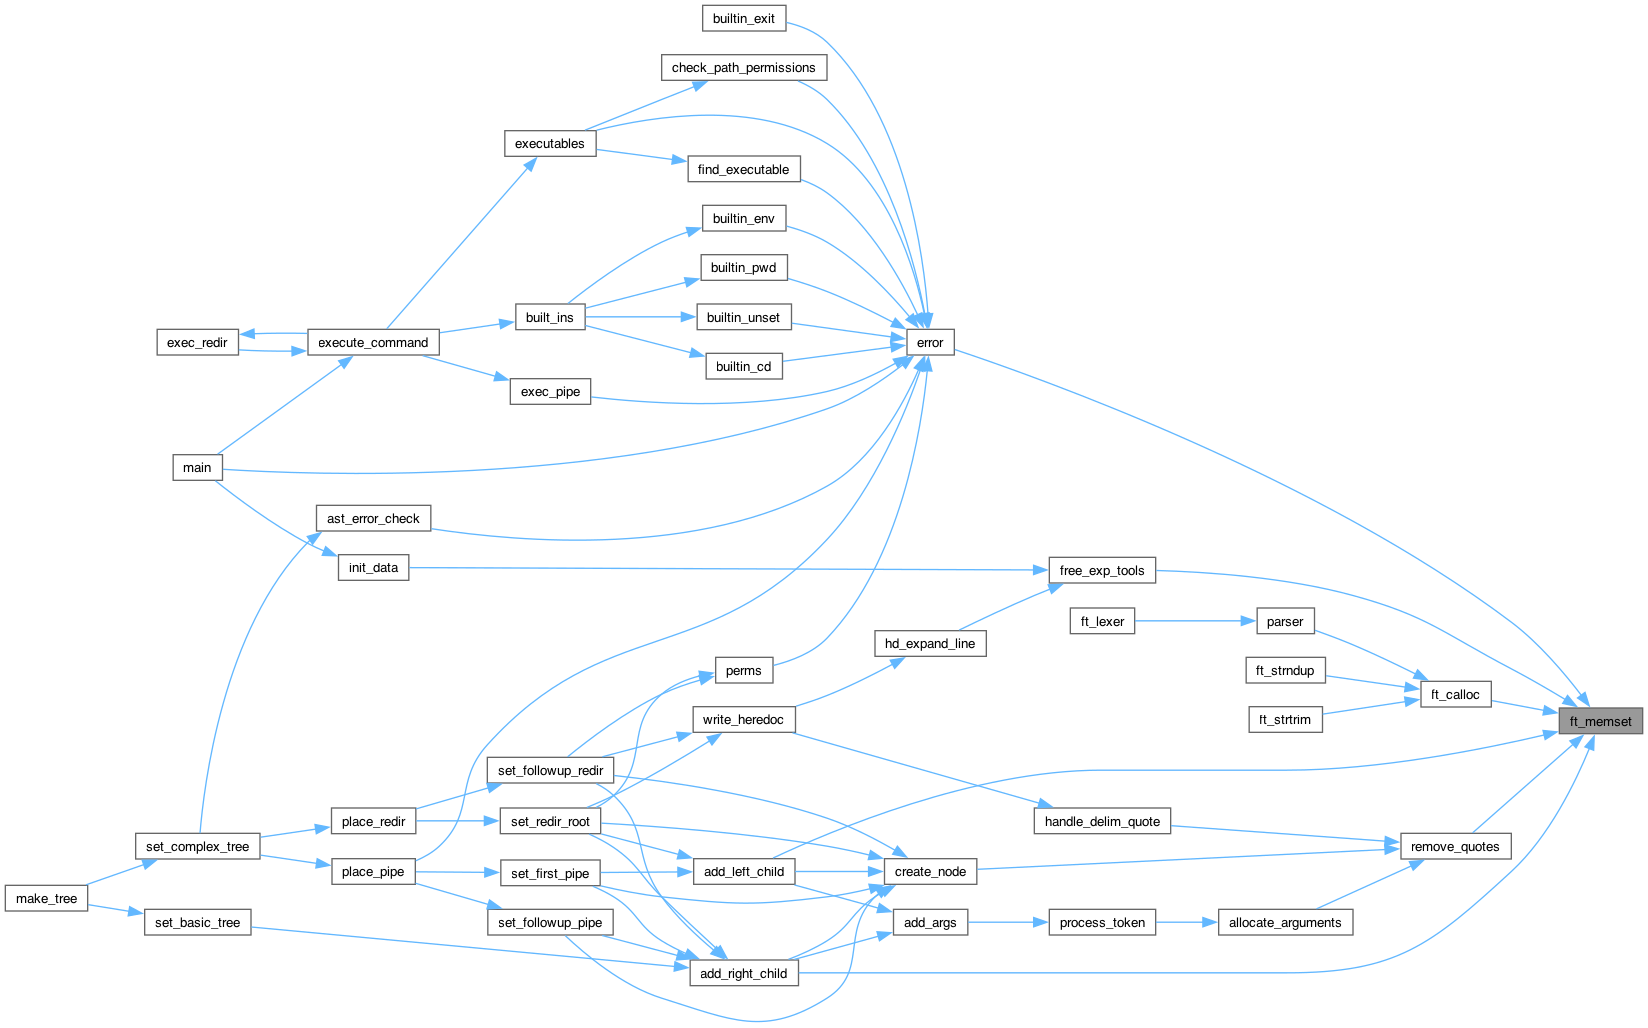 builtin_exit
check_path_permissions
executables
find_executable
builtin_env
builtin_pwd
built_ins
builtin_unset
exec_redir
execute_command
error
builtin_cd
exec_pipe
main
ast_error_check
init_data
free_exp_tools
ft_lexer
parser
hd_expand_line
perms
ft_strndup
ft_calloc
write_heredoc
ft_strtrim
ft_memset
set_followup_redir
place_redir
set_redir_root
handle_delim_quote
set_complex_tree
remove_quotes
place_pipe
set_first_pipe
add_left_child
create_node
make_tree
set_basic_tree
set_followup_pipe
add_args
process_token
allocate_arguments
add_right_child